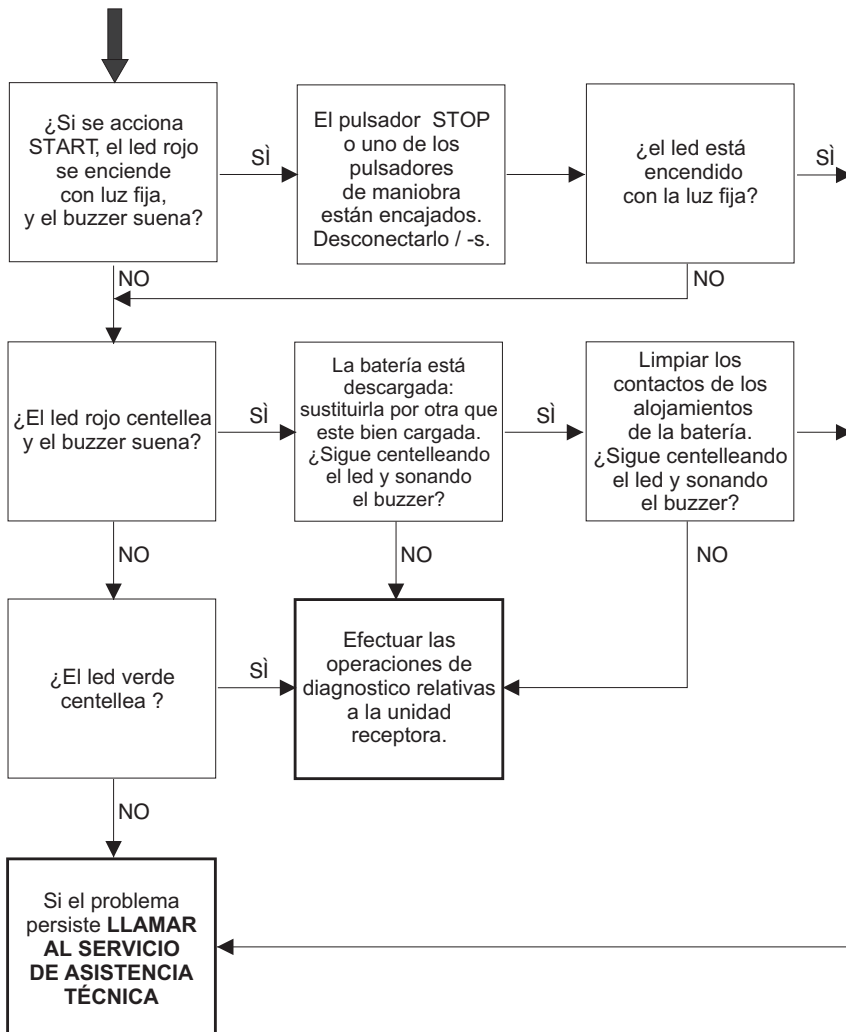 ¿Si se acciona
START, el led rojo
se enciende
con luz fija,
y el buzzer suena?
SÌ
El pulsador STOP
o uno de los
pulsadores
de maniobra
están encajados.
Desconectarlo / -s.
¿el led está
encendido
con la luz fija?
SÌ
NO
NO
¿El led rojo centellea
y el buzzer suena?
SÌ
La batería está
descargada:
sustituirla por otra que
este bien cargada.
¿Sigue centelleando
el led y sonando
el buzzer?
SÌ
Limpiar los
contactos de los
alojamientos
de la batería.
¿Sigue centelleando
el led y sonando
el buzzer?
NO
NO
NO
¿El led verde
centellea ?
SÌ
Efectuar las
operaciones de
diagnostico relativas
a la unidad
receptora.
NO
Si el problema
persiste LLAMAR
AL SERVICIO
DE ASISTENCIA
TÉCNICA